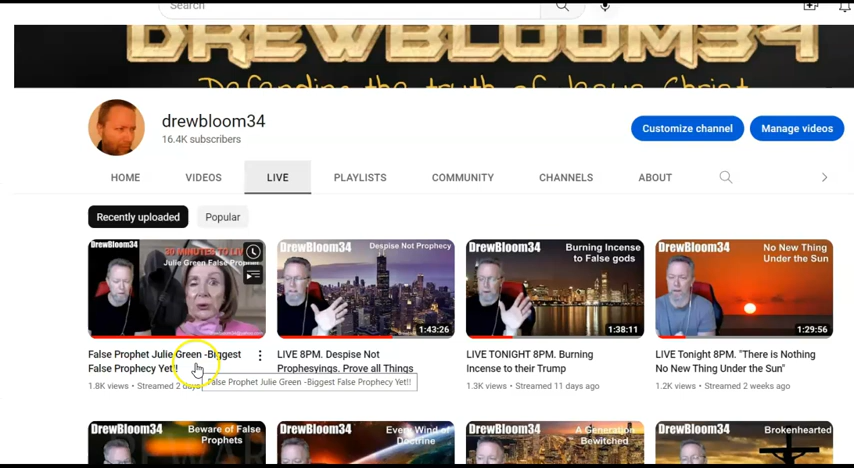 Search
DREWBLOOM34
Defending the truth of Jesus Christ
drewbloom34
16.4K subscribers
Customize channel
Manage videos
HOME
VIDEOS
LIVE
PLAYLISTS
COMMUNITY
CHANNELS
ABOUT
Recently uploaded
Popular
DrewBloom34
30 MINUTES TO LIV
Julie Green False Prophet
DrewBloom34
Despise Not Prophecy
1:43:26
DrewBloom34
Burning Incense
to False gods
1:38:11
DrewBloom34
No New Thing
Under the Sun
1:29:56
False Prophet Julie Green -Biggest
False Prophecy Yet!!
1.8K views • Streamed 2 days
False Prophet Julie Green -Biggest False Prophecy Yet!!
LIVE 8PM. Despise Not
Prophesyings. Prove all Things
LIVE TONIGHT 8PM. Burning
Incense to their Trump
1.3K views • Streamed 11 days ago
LIVE Tonight 8PM. "There is Nothing
No New Thing Under the Sun"
1.2K views • Streamed 2 weeks ago
DrewBloom34
Beware of False
Prophets
DrewBloom34
Every Wind of
Doctrine
DrewBloom34
A Generation
Bewitched
DrewBloom34
Brokenhearted